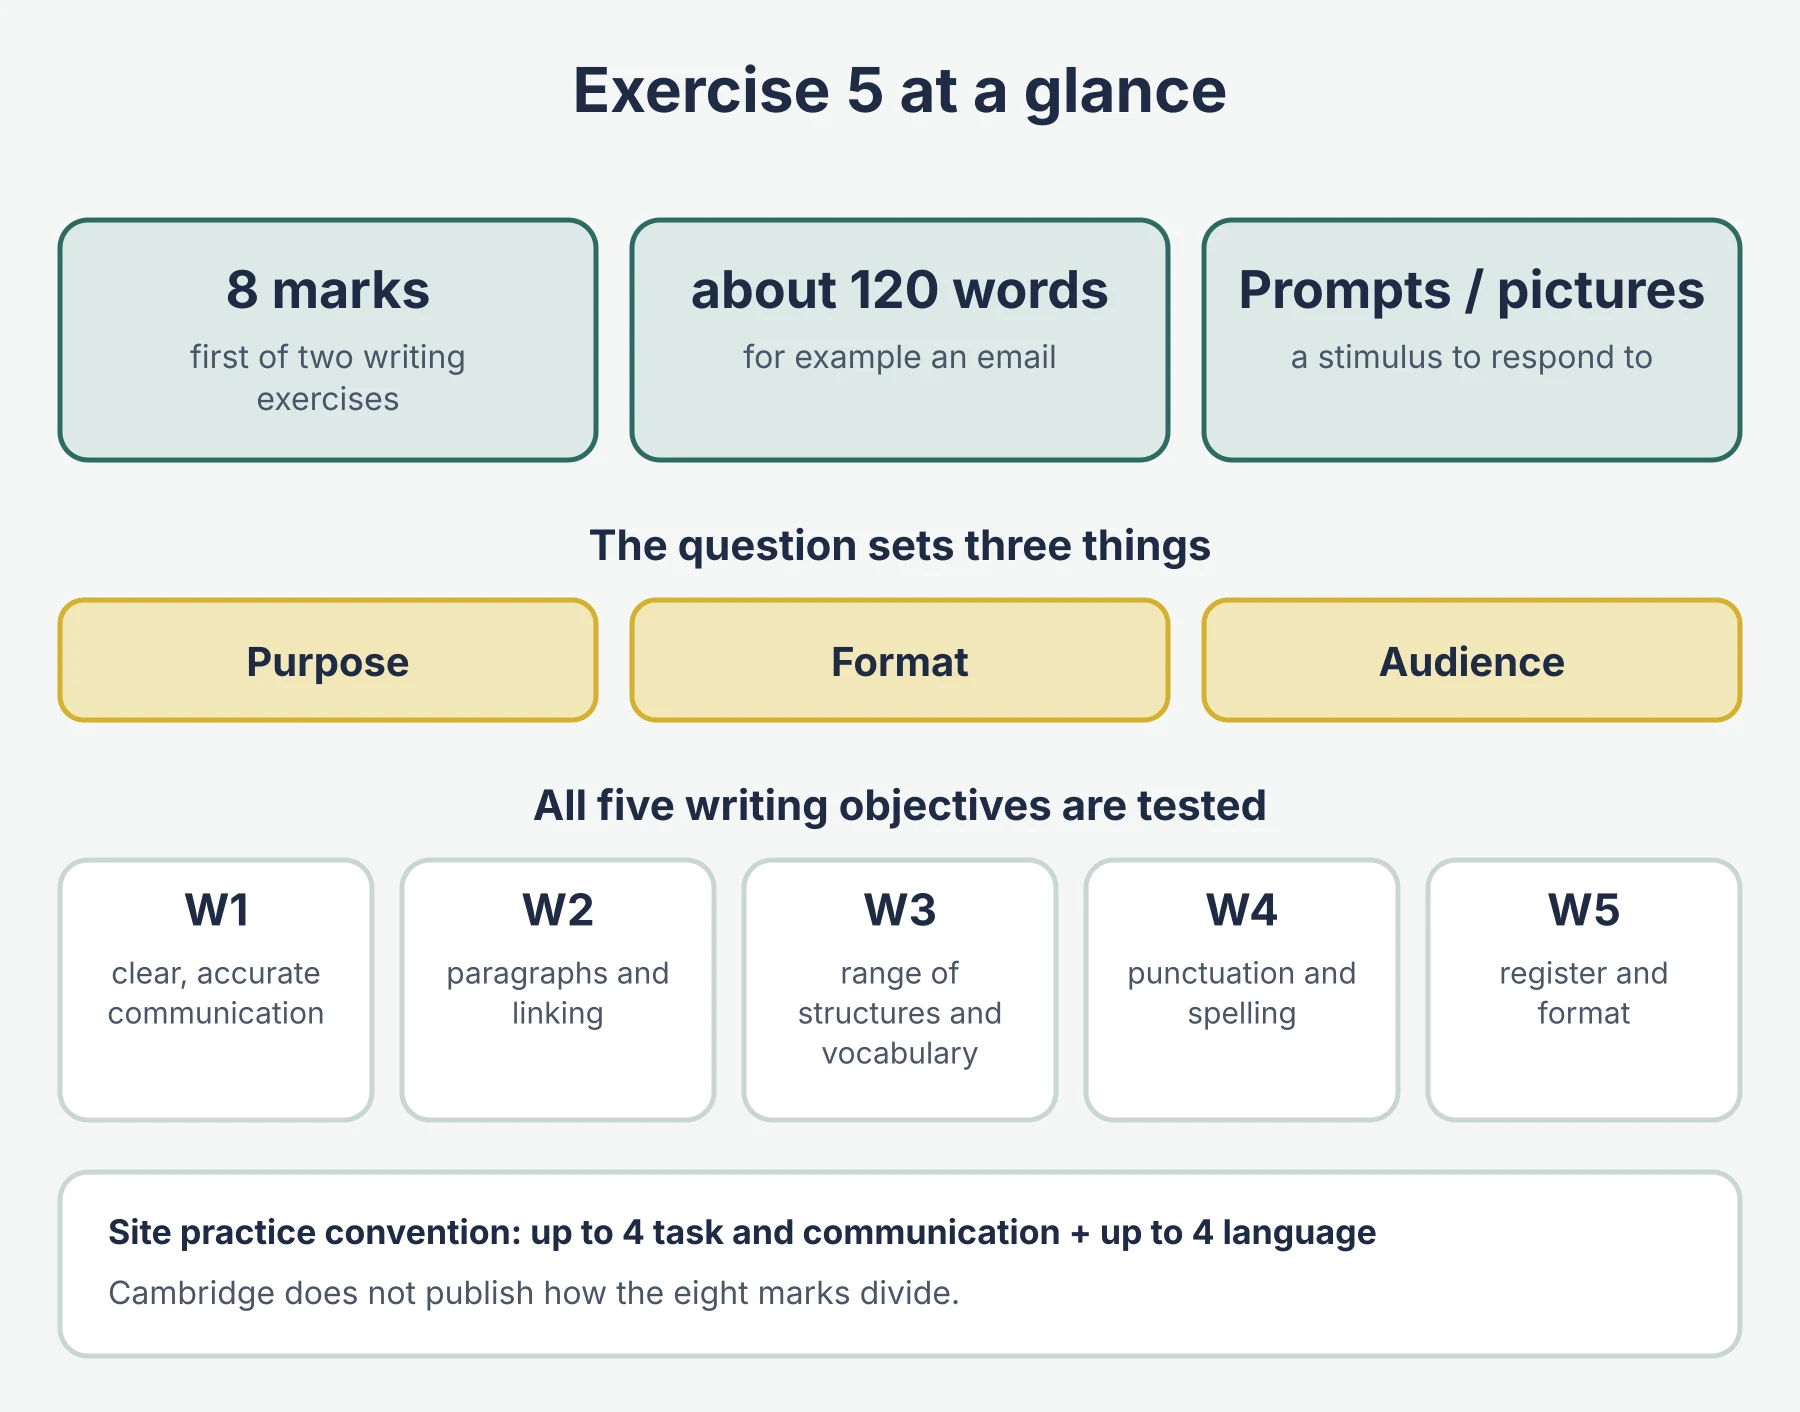 Exercise 5 at a glance
8 marks
first of two writing
exercises
about 120 words
for example an email
Prompts / pictures
a stimulus to respond to
The question sets three things
Purpose
Format
Audience
All five writing objectives are tested
W1
clear, accurate
communication
W2
paragraphs and
linking
W3
range of
structures and
vocabulary
W4
punctuation and
spelling
W5
register and
format
Site practice convention: up to 4 task and communication + up to 4 language
Cambridge does not publish how the eight marks divide.